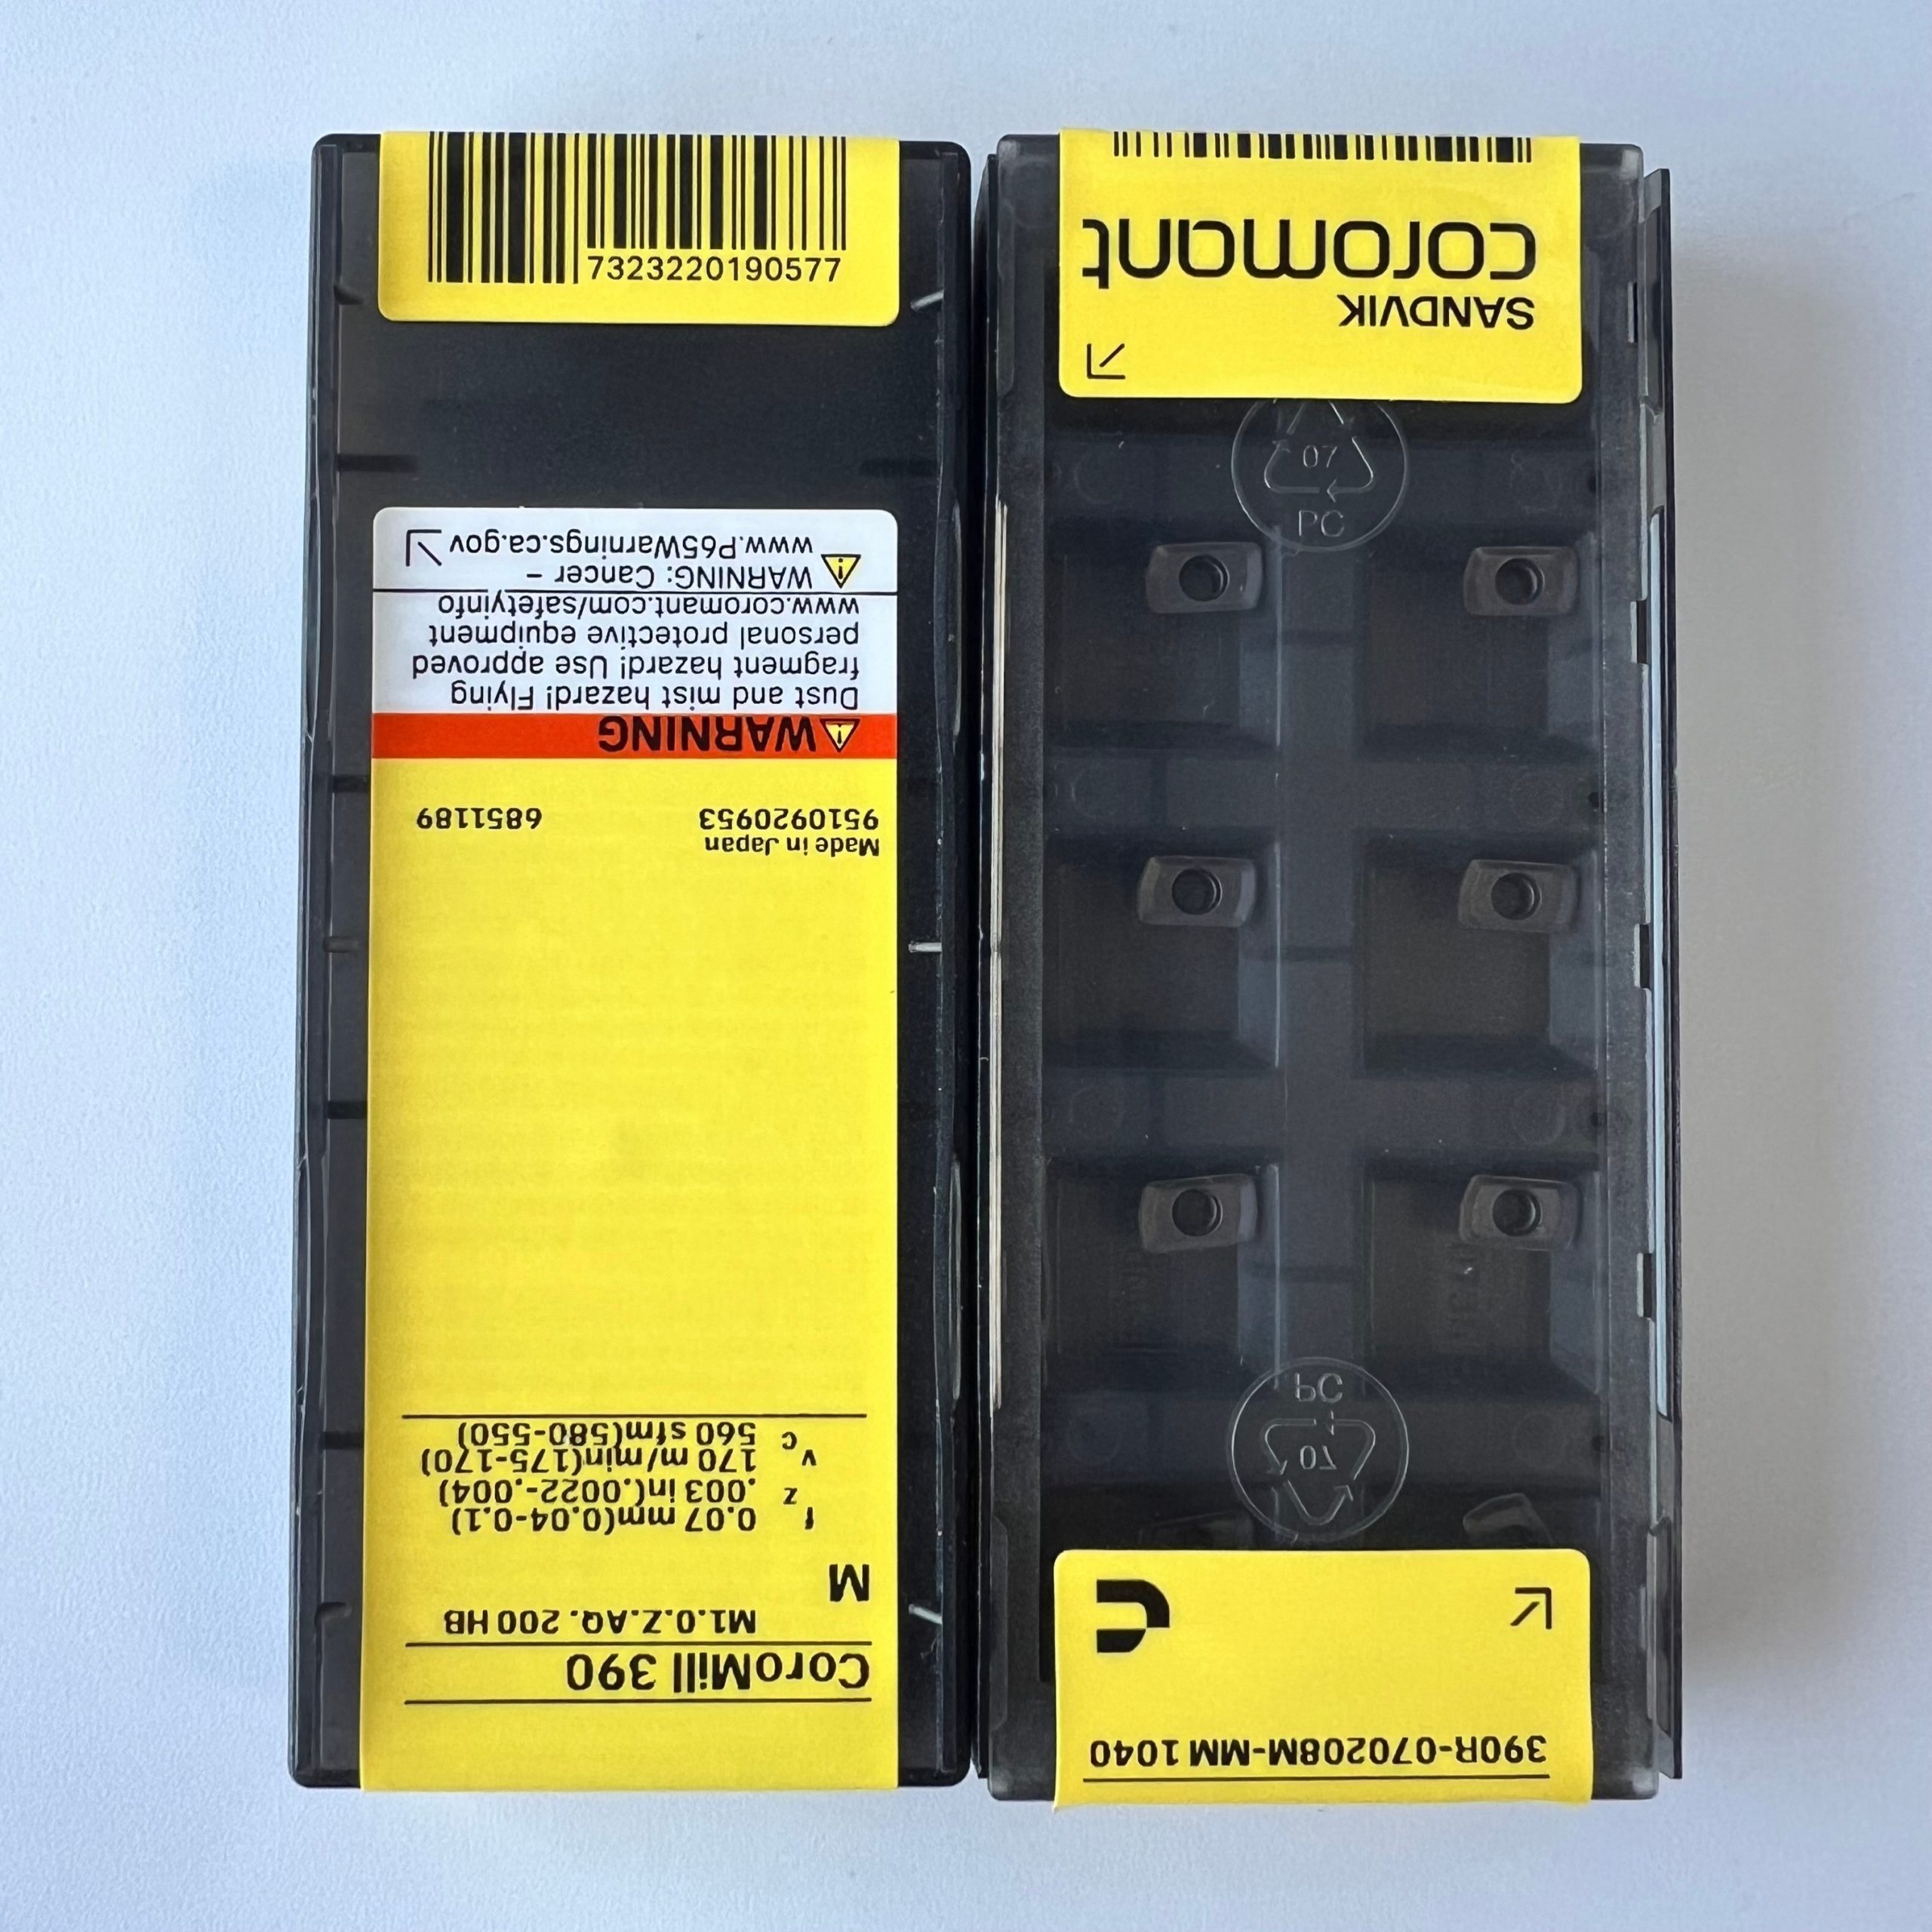 7323220190577
CoroMill 390
M1.0.Z.AQ. 200 HB
M
fz 0.07 mm(0.04-0.1)
.003 in(.0022-.004)
vc 170 m/min(175-170)
560 sfm(580-550)
Made in Japan
9510920953 6851189
WARNING
Dust and mist hazard! Flying
fragment hazard! Use approved
personal protective equipment
www.coromant.com/safetyinfo
WARNING: Cancer –
www.P65Warnings.ca.gov
390R-070208M-MM 1040
07
PC
07
PC
SANDVIK
coromant